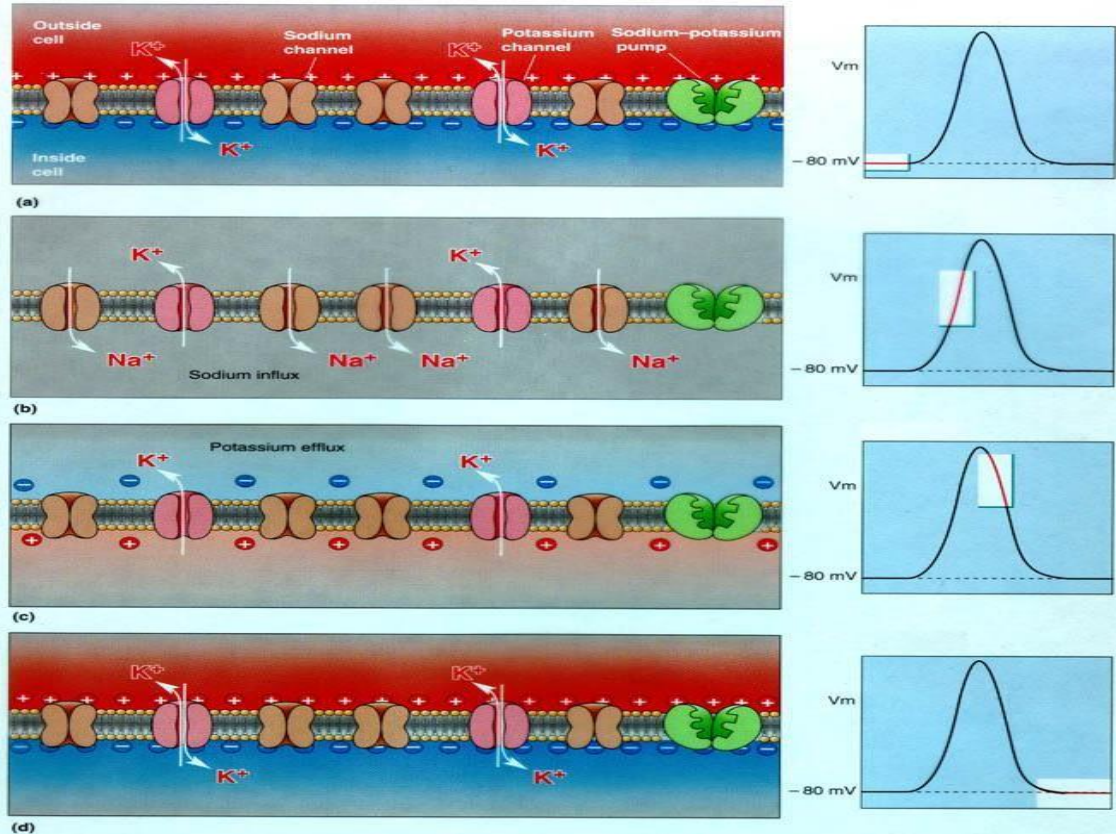 Outside
cell
K+
Sodium
channel
K+
Potassium
channel
Sodium–potassium
pump
+ + + + + + + + + + + + +
− − − − − − − − − − −
K+
K+
Inside
cell
(a)
Vm
−80 mV
K+
K+
Na+
Na+
Na+
Na+
Sodium influx
(b)
Vm
−80 mV
Potassium efflux
K+
K+
− − − − − − −
+ + + + + + + +
(c)
Vm
−80 mV
K+
K+
+ + + + + + + + + + + + +
− − − − − − − − − − −
K+
K+
(d)
Vm
−80 mV